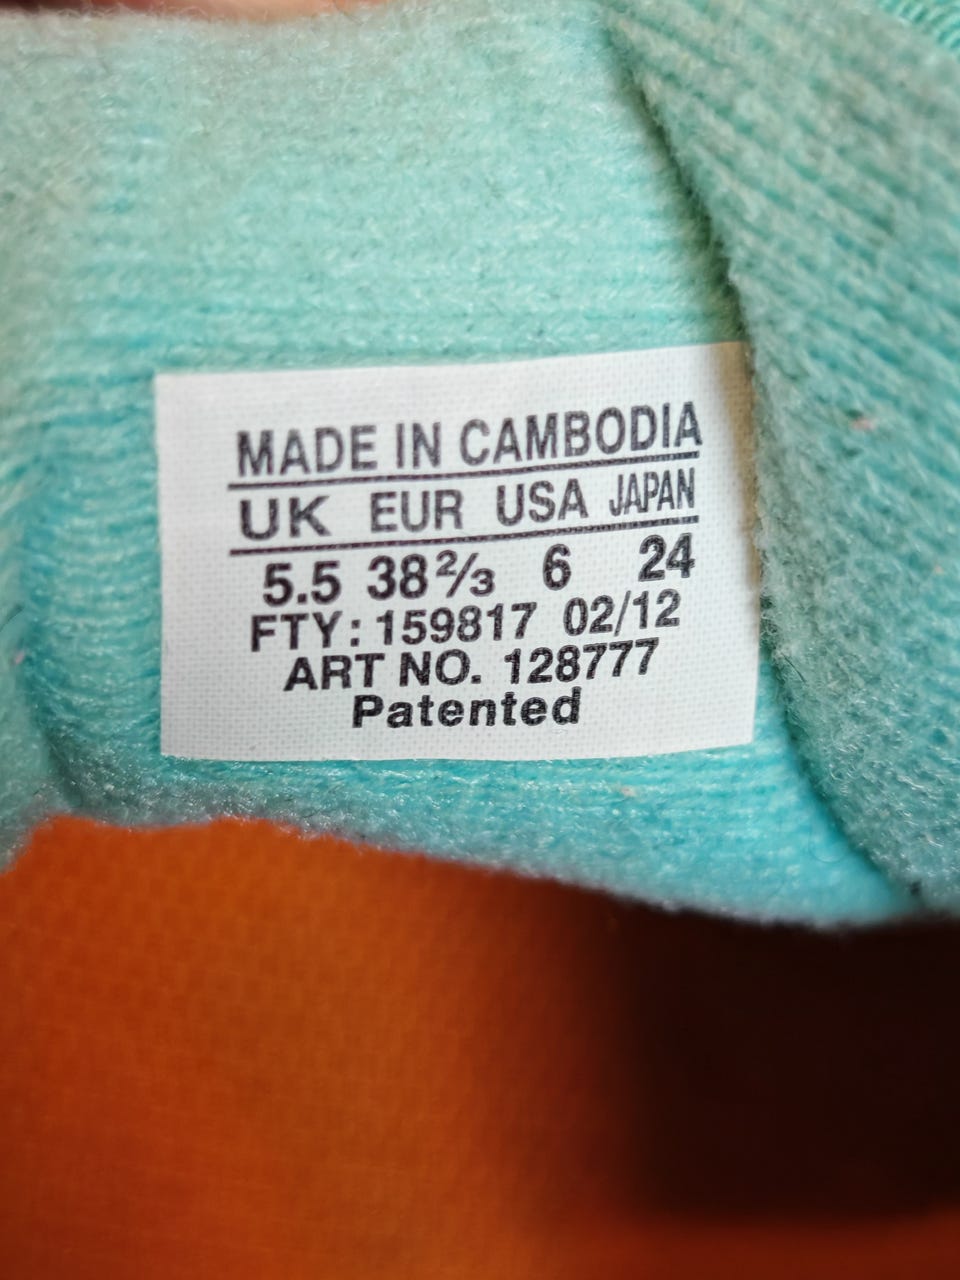 MADE IN CAMBODIA
UK EUR USA JAPAN
5.5 38⅔ 6 24
FTY: 159817 02/12
ART NO. 128777
Patented